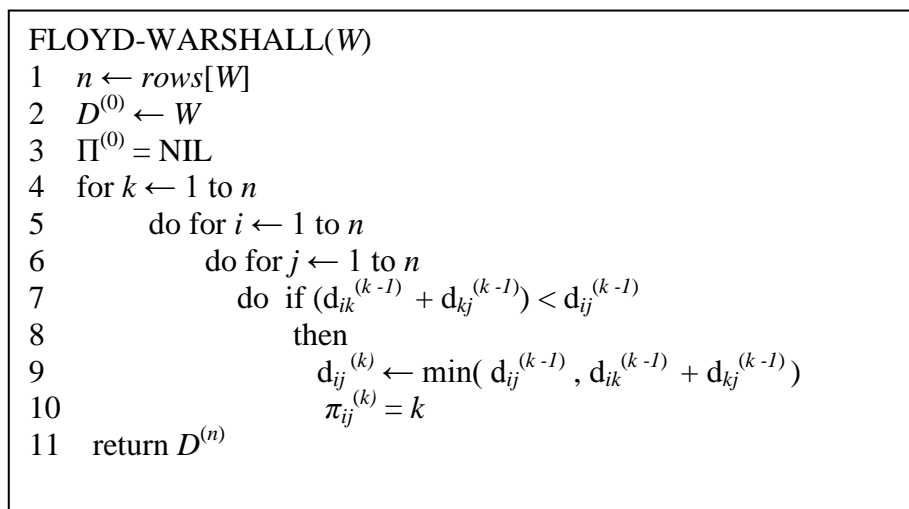 FLOYD-WARSHALL(W)
1 n ← rows[W]
2 D⁽⁰⁾ ← W
3 Π⁽⁰⁾ = NIL
4 for k ← 1 to n
5 do for i ← 1 to n
6 do for j ← 1 to n
7 do if (dᵢₖ⁽ᵏ⁻¹⁾ + dₖⱼ⁽ᵏ⁻¹⁾) < dᵢⱼ⁽ᵏ⁻¹⁾
8 then
9 dᵢⱼ⁽ᵏ⁾ ← min( dᵢⱼ⁽ᵏ⁻¹⁾ , dᵢₖ⁽ᵏ⁻¹⁾ + dₖⱼ⁽ᵏ⁻¹⁾ )
10 πᵢⱼ⁽ᵏ⁾ = k
11 return D⁽ⁿ⁾